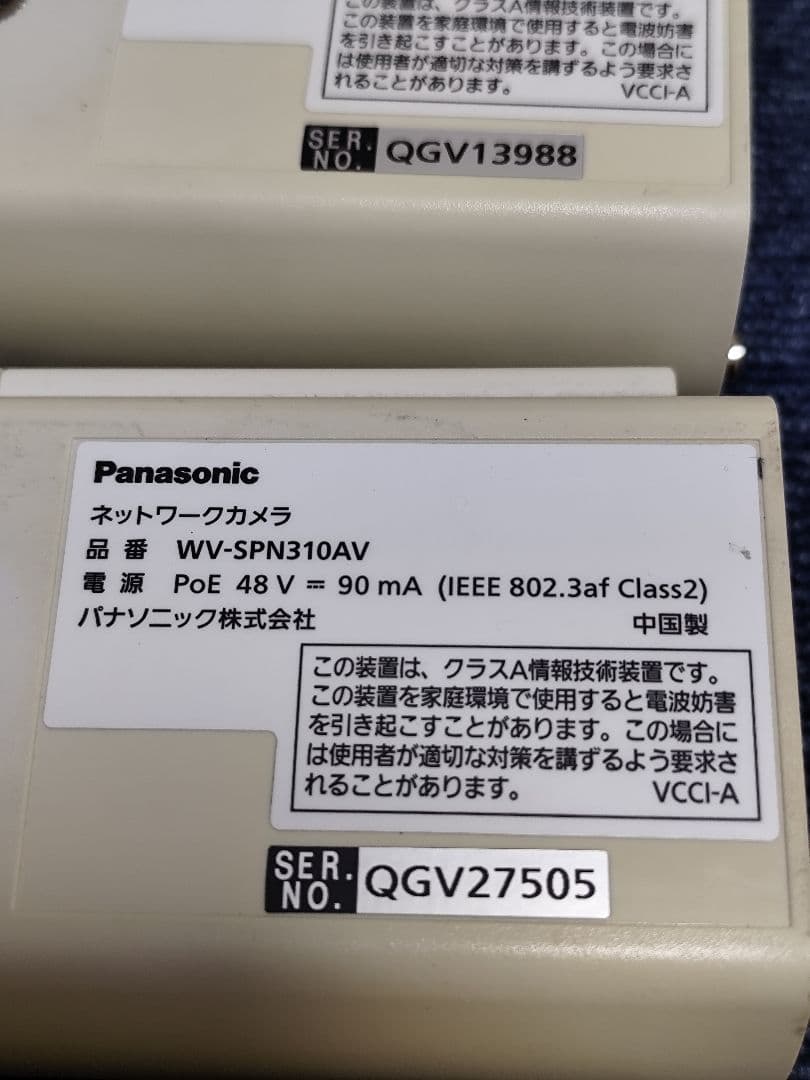 この装置は、クラスA情報技術装置です。
この装置を家庭環境で使用すると電波妨害
を引き起こすことがあります。この場合に
は使用者が適切な対策を講ずるよう要求さ
れることがあります。 VCCI-A
SER. NO. QGV13988
Panasonic
ネットワークカメラ
品番 WV-SPN310AV
電源 PoE 48 V ⎓ 90 mA (IEEE 802.3af Class2)
パナソニック株式会社 中国製
この装置は、クラスA情報技術装置です。
この装置を家庭環境で使用すると電波妨害
を引き起こすことがあります。この場合に
は使用者が適切な対策を講ずるよう要求さ
れることがあります。 VCCI-A
SER. NO. QGV27505